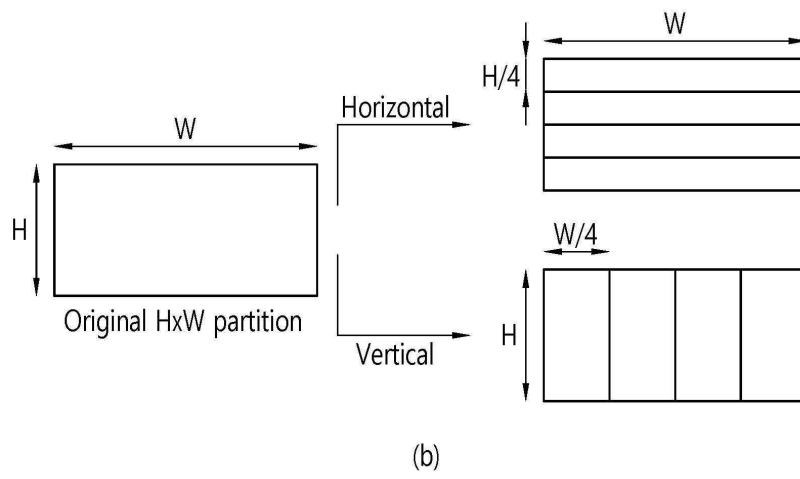 W
H
Original HxW partition
Horizontal
Vertical
W
H/4
W/4
H
(b)